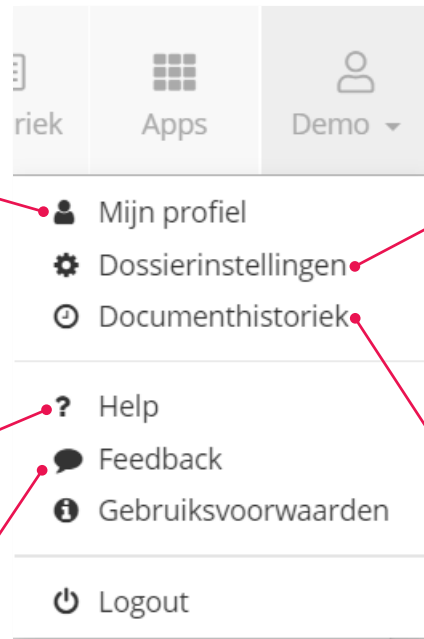 riek Apps Demo
Mijn profiel
Dossierinstellingen
Documenthistoriek
? Help
Feedback
Gebruiksvoorwaarden
Logout